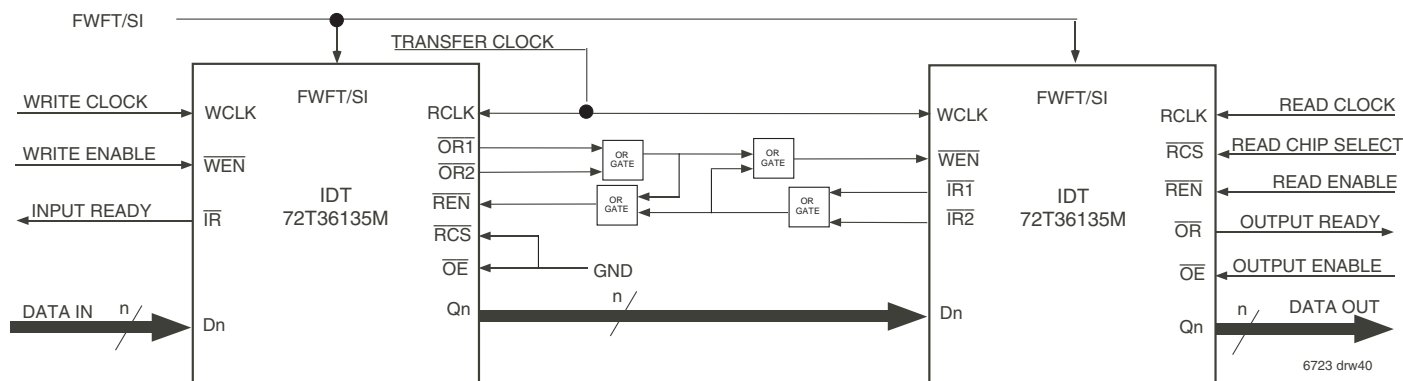 FWFT/SI
TRANSFER CLOCK
WRITE CLOCK
WCLK
FWFT/SI
RCLK
WCLK
FWFT/SI
RCLK
READ CLOCK
WRITE ENABLE
WEN
OR1
OR2
OR
GATE
OR
GATE
WEN
RCS
READ CHIP SELECT
IDT
72T36135M
REN
OR
GATE
OR
GATE
IR1
IR2
IDT
72T36135M
REN
READ ENABLE
INPUT READY
IR
RCS
OR
OUTPUT READY
OE
GND
OE
OUTPUT ENABLE
DATA IN
n
Dn
Qn
n
Dn
Qn
n
DATA OUT
6723 drw40